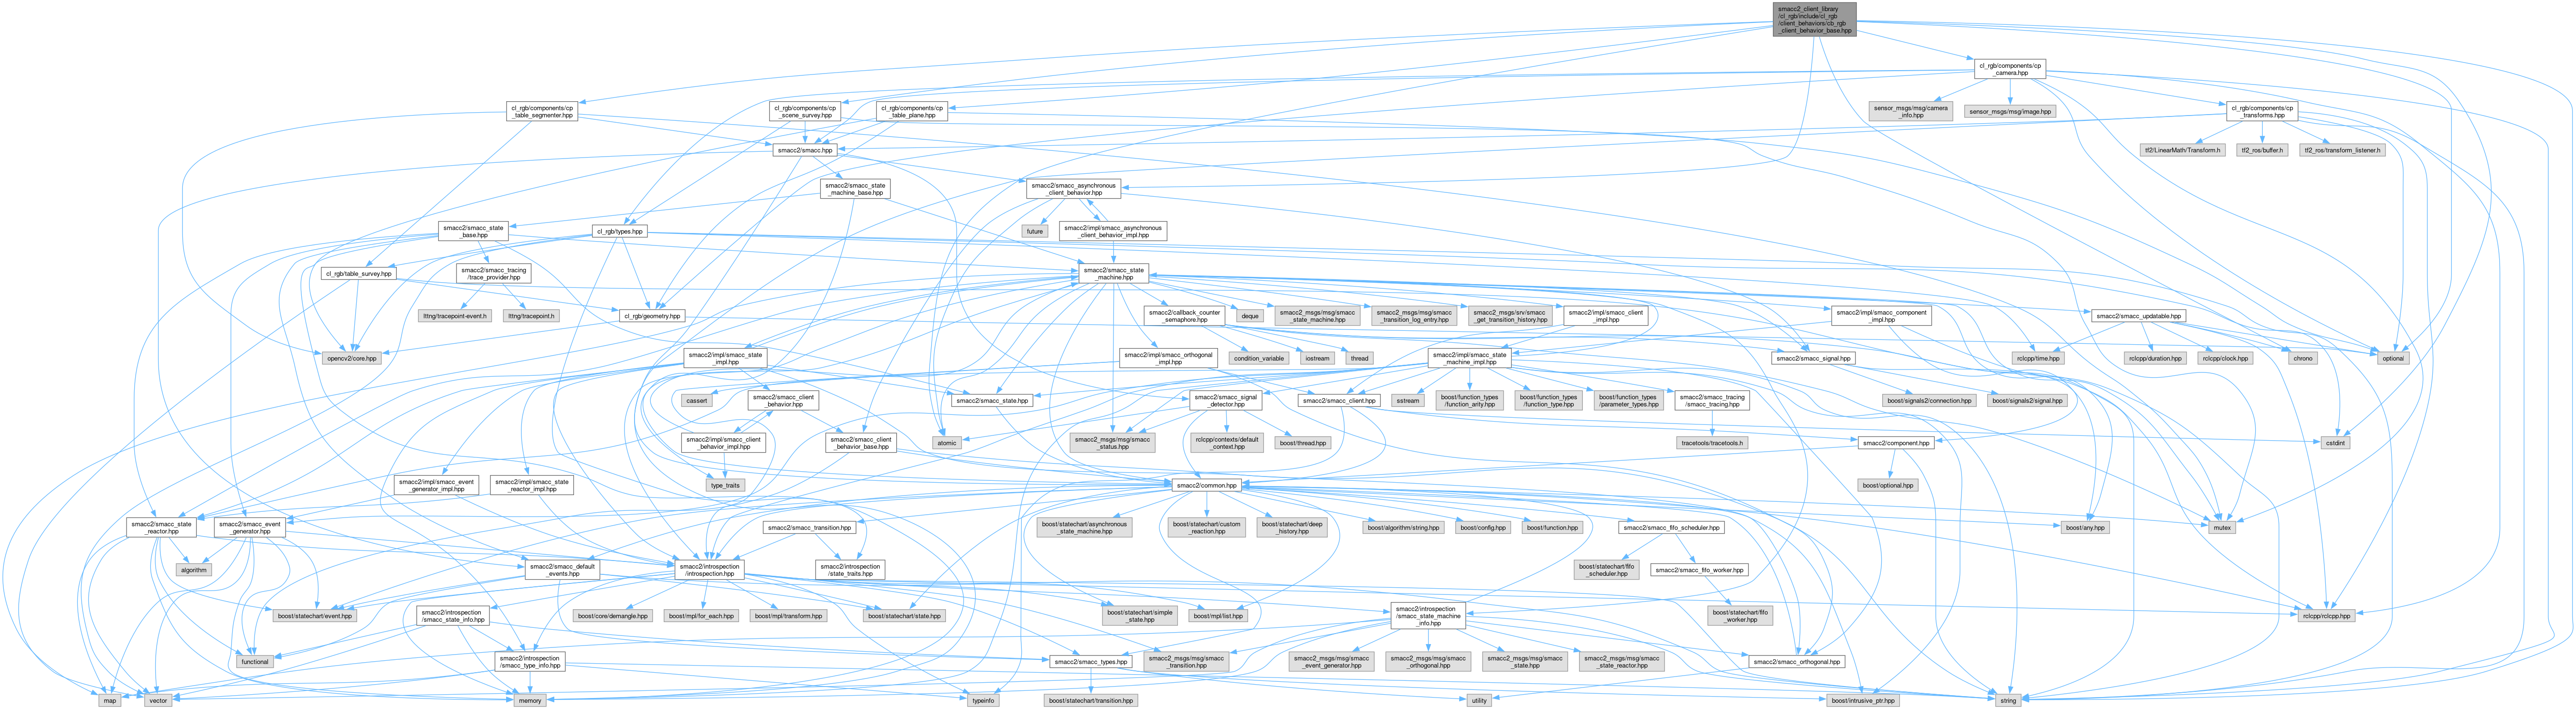 smacc2_client_library
/cl_rgb/include/cl_rgb
/client_behaviors/cb_rgb
_client_behavior_base.hpp
cl_rgb/components/cp
_camera.hpp
cl_rgb/components/cp
_table_segmenter.hpp
cl_rgb/components/cp
_scene_survey.hpp
cl_rgb/components/cp
_table_plane.hpp
sensor_msgs/msg/camera
_info.hpp
sensor_msgs/msg/image.hpp
cl_rgb/components/cp
_transforms.hpp
smacc2/smacc.hpp
tf2/LinearMath/Transform.h
tf2_ros/buffer.h
tf2_ros/transform_listener.h
smacc2/smacc_state
_machine_base.hpp
smacc2/smacc_asynchronous
_client_behavior.hpp
smacc2/smacc_state
_base.hpp
cl_rgb/types.hpp
future
smacc2/impl/smacc_asynchronous
_client_behavior_impl.hpp
cl_rgb/table_survey.hpp
smacc2/smacc_tracing
/trace_provider.hpp
smacc2/smacc_state
_machine.hpp
lttng/tracepoint-event.h
lttng/tracepoint.h
cl_rgb/geometry.hpp
smacc2/callback_counter
_semaphore.hpp
deque
smacc2_msgs/msg/smacc
_state_machine.hpp
smacc2_msgs/msg/smacc
_transition_log_entry.hpp
smacc2_msgs/srv/smacc
_get_transition_history.hpp
smacc2/impl/smacc_client
_impl.hpp
smacc2/impl/smacc_component
_impl.hpp
smacc2/smacc_updatable.hpp
opencv2/core.hpp
smacc2/impl/smacc_state
_impl.hpp
smacc2/impl/smacc_orthogonal
_impl.hpp
condition_variable
iostream
thread
smacc2/impl/smacc_state
_machine_impl.hpp
smacc2/smacc_signal.hpp
rclcpp/time.hpp
rclcpp/duration.hpp
rclcpp/clock.hpp
chrono
optional
cassert
smacc2/smacc_client
_behavior.hpp
smacc2/smacc_state.hpp
smacc2/smacc_signal
_detector.hpp
smacc2/smacc_client.hpp
sstream
boost/function_types
/function_arity.hpp
boost/function_types
/function_type.hpp
boost/function_types
/parameter_types.hpp
smacc2/smacc_tracing
/smacc_tracing.hpp
boost/signals2/connection.hpp
boost/signals2/signal.hpp
smacc2/impl/smacc_client
_behavior_impl.hpp
smacc2/smacc_client
_behavior_base.hpp
atomic
smacc2_msgs/msg/smacc
_status.hpp
rclcpp/contexts/default
_context.hpp
boost/thread.hpp
tracetools/tracetools.h
smacc2/component.hpp
cstdint
smacc2/impl/smacc_event
_generator_impl.hpp
smacc2/impl/smacc_state
_reactor_impl.hpp
type_traits
smacc2/common.hpp
boost/optional.hpp
smacc2/smacc_state
_reactor.hpp
smacc2/smacc_event
_generator.hpp
smacc2/smacc_transition.hpp
boost/statechart/asynchronous
_state_machine.hpp
boost/statechart/custom
_reaction.hpp
boost/statechart/deep
_history.hpp
boost/algorithm/string.hpp
boost/config.hpp
boost/function.hpp
smacc2/smacc_fifo_scheduler.hpp
boost/any.hpp
mutex
algorithm
smacc2/smacc_default
_events.hpp
smacc2/introspection
/introspection.hpp
smacc2/introspection
/state_traits.hpp
boost/statechart/fifo
_scheduler.hpp
smacc2/smacc_fifo_worker.hpp
boost/statechart/event.hpp
smacc2/introspection
/smacc_state_info.hpp
boost/core/demangle.hpp
boost/mpl/for_each.hpp
boost/mpl/transform.hpp
boost/statechart/state.hpp
boost/statechart/simple
_state.hpp
boost/mpl/list.hpp
smacc2/introspection
/smacc_state_machine
_info.hpp
boost/statechart/fifo
_worker.hpp
rclcpp/rclcpp.hpp
functional
smacc2/introspection
/smacc_type_info.hpp
smacc2/smacc_types.hpp
smacc2_msgs/msg/smacc
_transition.hpp
smacc2_msgs/msg/smacc
_event_generator.hpp
smacc2_msgs/msg/smacc
_orthogonal.hpp
smacc2_msgs/msg/smacc
_state.hpp
smacc2_msgs/msg/smacc
_state_reactor.hpp
smacc2/smacc_orthogonal.hpp
map
vector
memory
typeinfo
boost/statechart/transition.hpp
utility
boost/intrusive_ptr.hpp
string